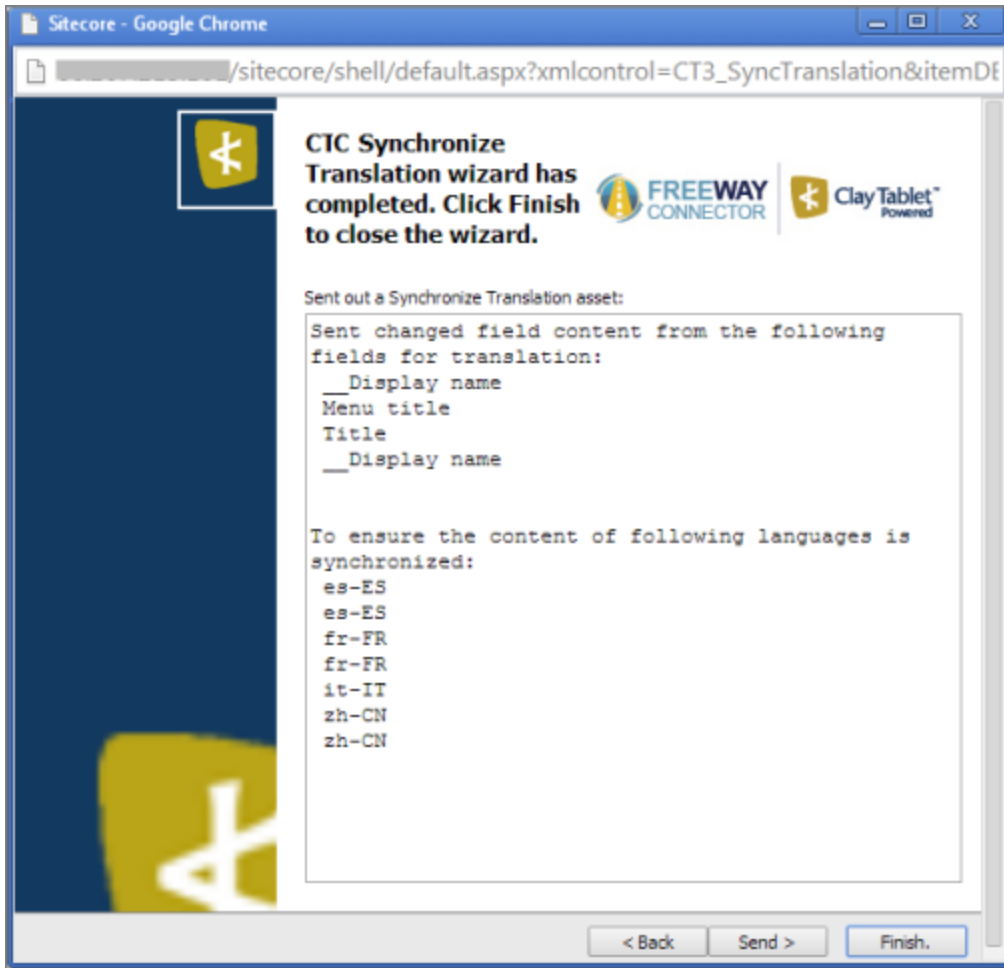 Sitecore - Google Chrome
/sitecore/shell/default.aspx?xmlcontrol=CT3_SyncTranslation&itemDE
CTC Synchronize
Translation wizard has
completed. Click Finish
to close the wizard.
FREEWAY
CONNECTOR
Clay Tablet™
Powered
Sent out a Synchronize Translation asset:
Sent changed field content from the following
fields for translation:
__Display name
Menu title
Title
__Display name
To ensure the content of following languages is
synchronized:
es-ES
es-ES
fr-FR
fr-FR
it-IT
zh-CN
zh-CN
< Back
Send >
Finish.